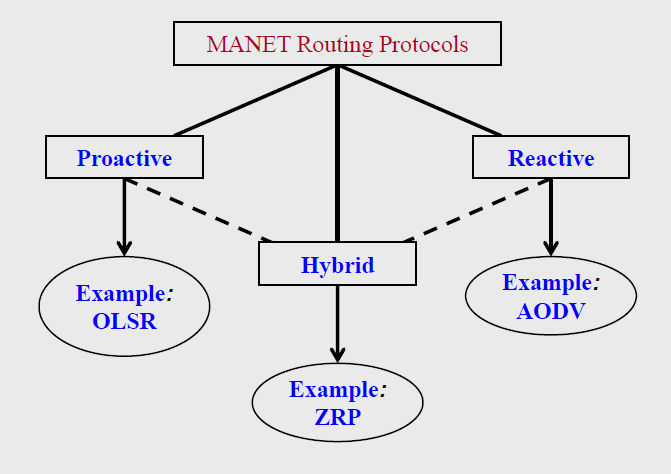 MANET Routing Protocols
Proactive
Reactive
Hybrid
Example:
OLSR
Example:
AODV
Example:
ZRP